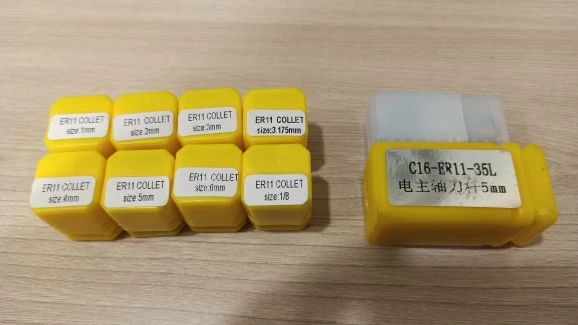 ER11 COLLET
size:1mm
ER11 COLLET
size:2mm
ER11 COLLET
size:3mm
ER11 COLLET
size:3 175mm
ER11 COLLET
size:4mm
ER11 COLLET
size:5mm
ER11 COLLET
size:6mm
ER11 COLLET
size:1/8
C16-ER11-35L
电主轴刀杆5mm